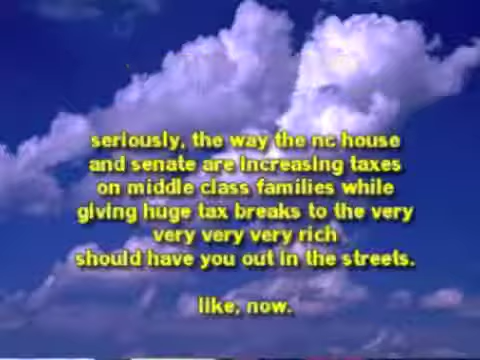 seriously, the way the nc house
and senate are increasing taxes
on middle class families while
giving huge tax breaks to the very
very very very rich
should have you out in the streets.
like, now.